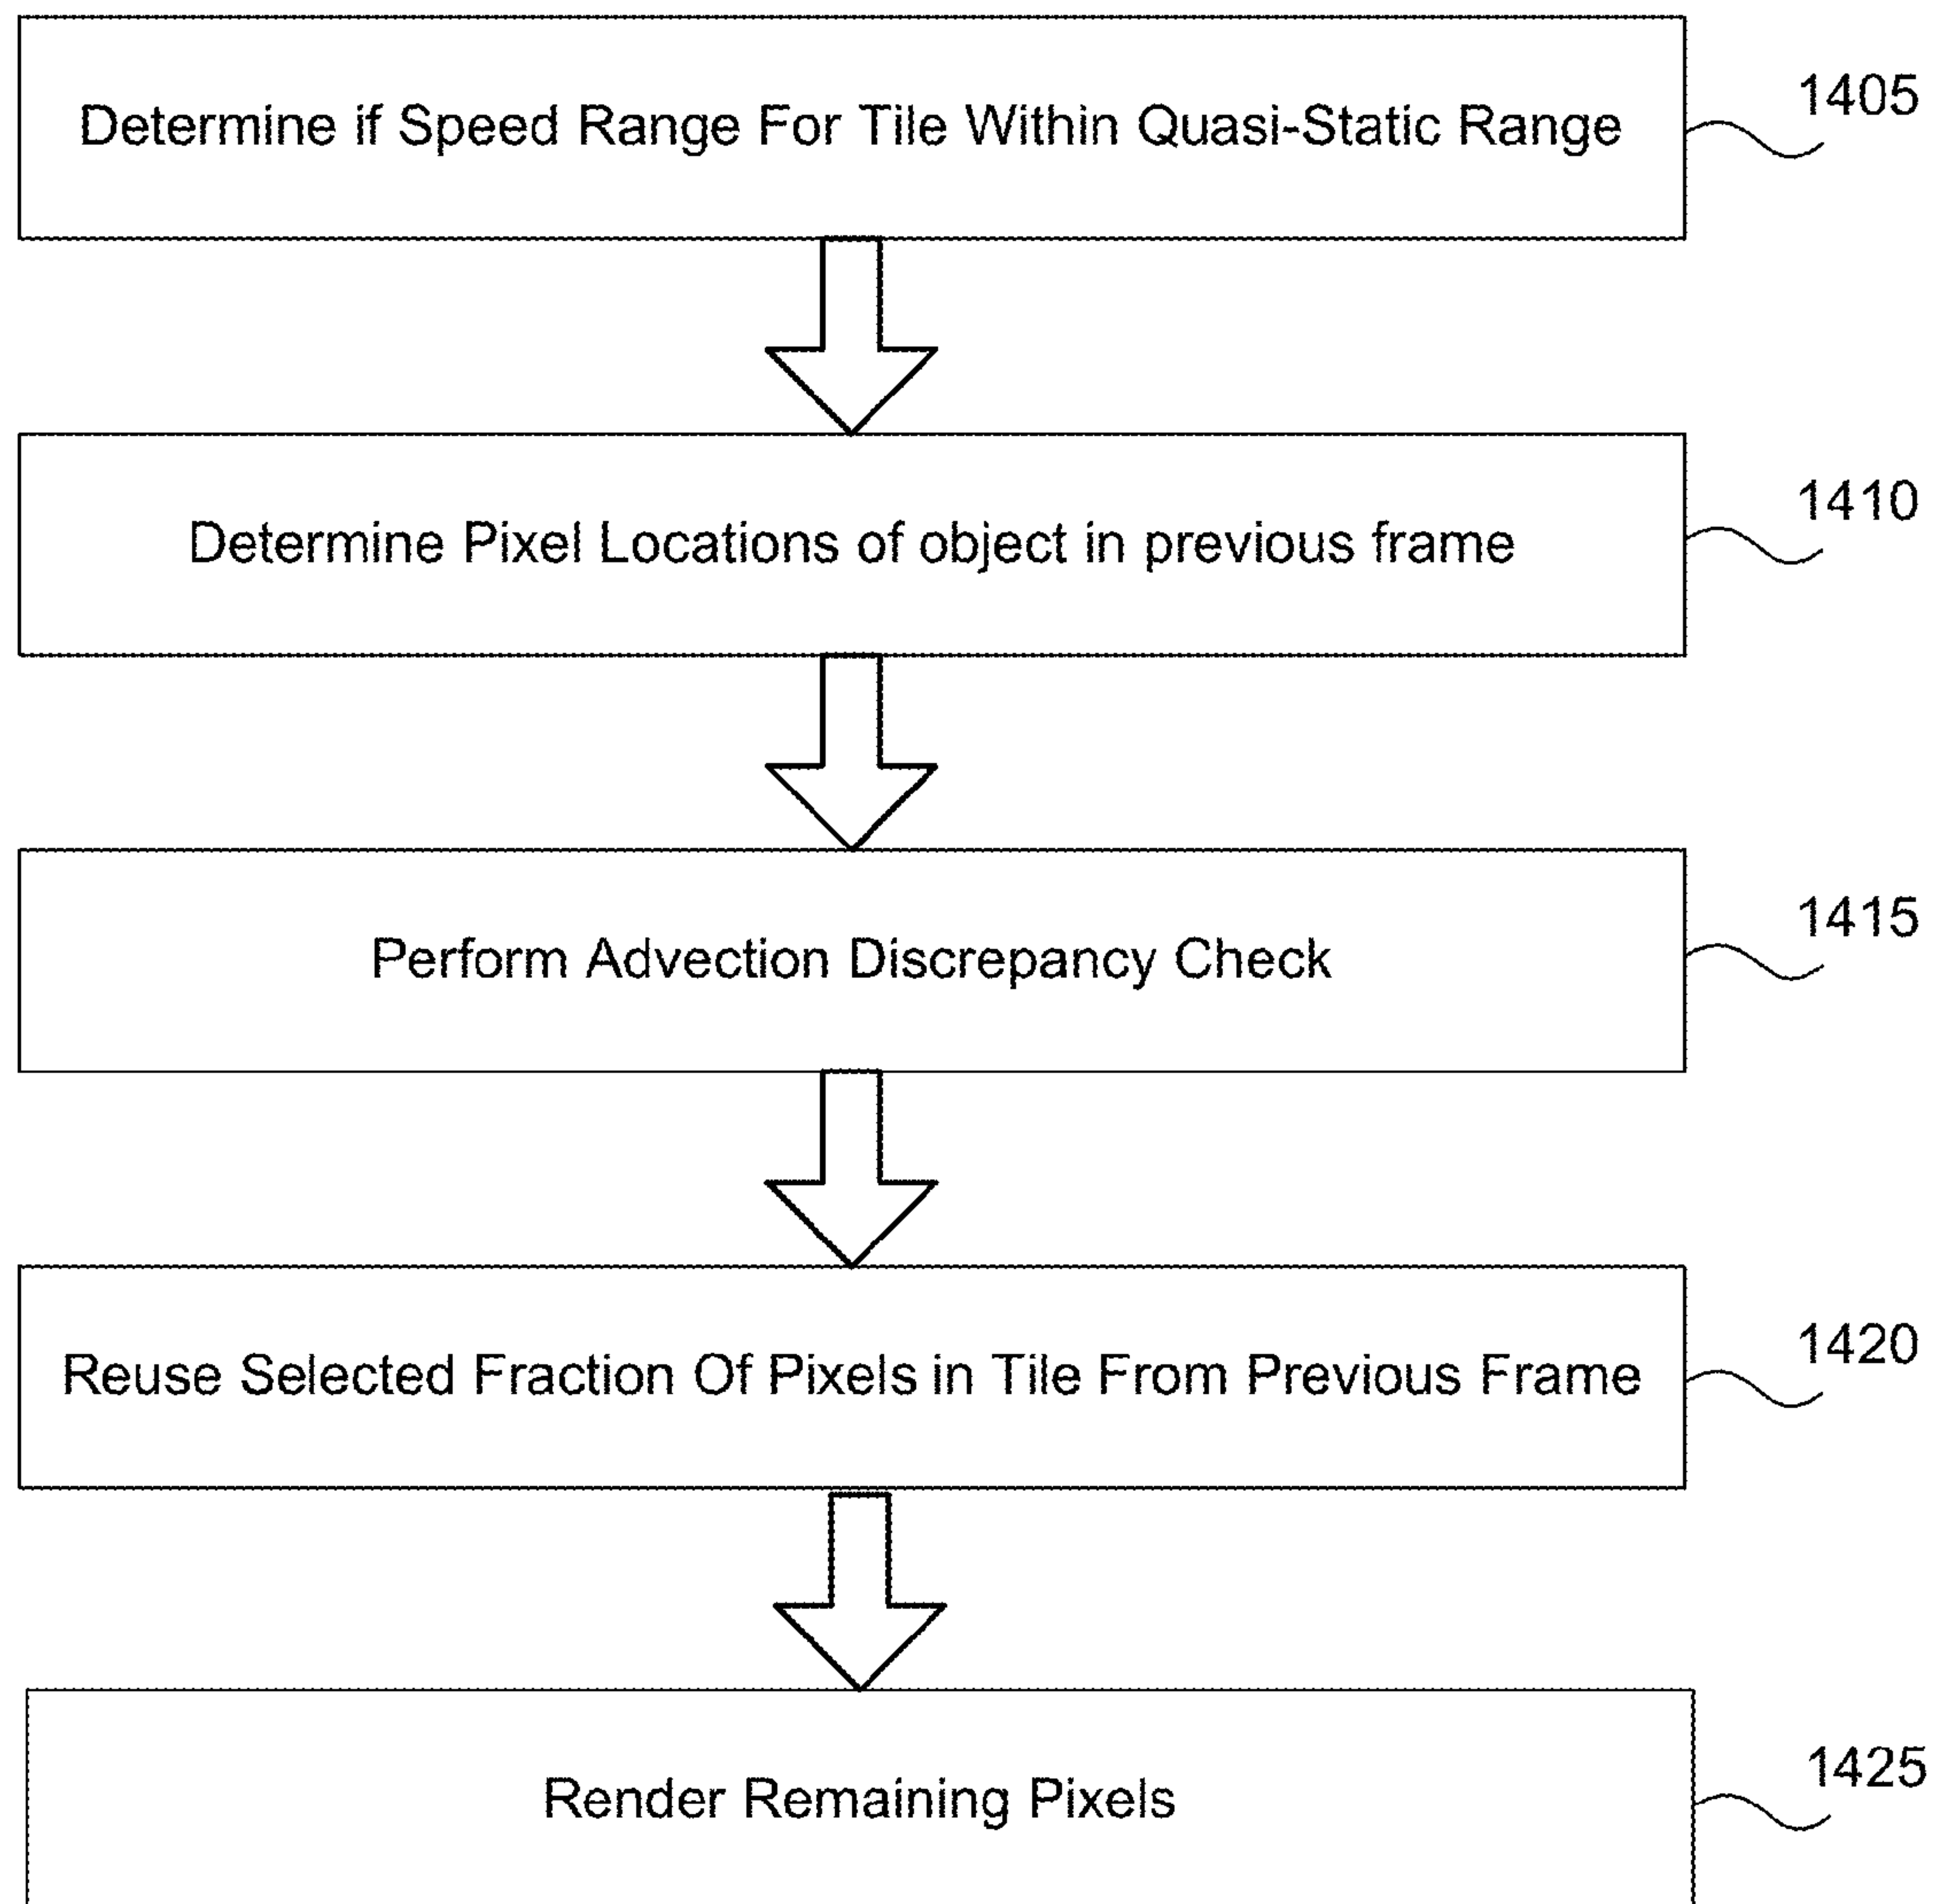 Determine if Speed Range For Tile Within Quasi-Static Range
1405
Determine Pixel Locations of object in previous frame
1410
Perform Advection Discrepancy Check
1415
Reuse Selected Fraction Of Pixels in Tile From Previous Frame
1420
Render Remaining Pixels
1425